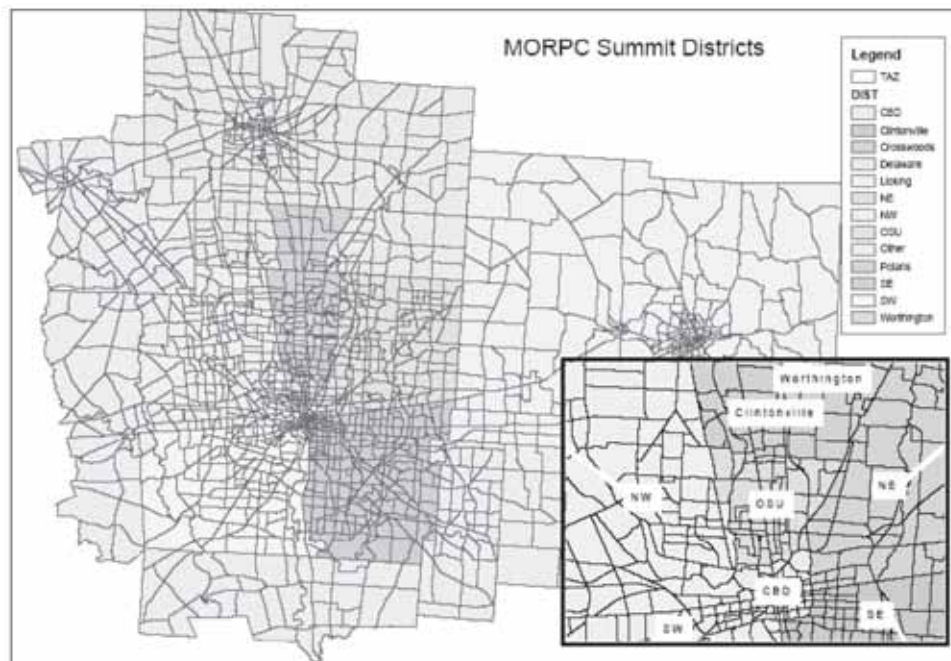 MORPC Summit Districts
Legend
TAZ
DIST
CBD
Clintonville
Crosswoods
Delaware
Licking
NE
NW
OSU
Other
Polaris
SE
SW
Worthington
Worthington
Clintonville
NW
OSU
NE
CBD
SW
SE